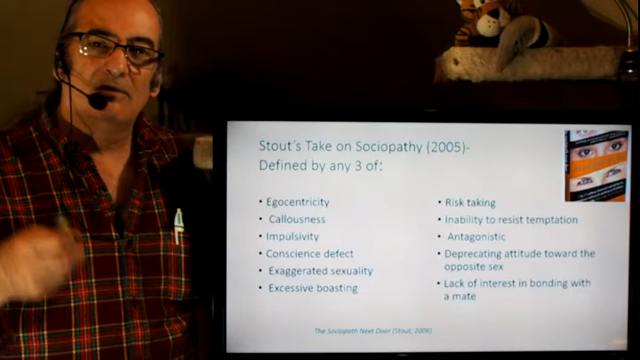 Stout's Take on Sociopathy (2005)-
Defined by any 3 of:
• Egocentricity
• Callousness
• Impulsivity
• Conscience defect
• Exaggerated sexuality
• Excessive boasting
• Risk taking
• Inability to resist temptation
• Antagonistic
• Deprecating attitude toward the
opposite sex
• Lack of interest in bonding with
a mate
The Sociopath Next Door (Stout, 2006)